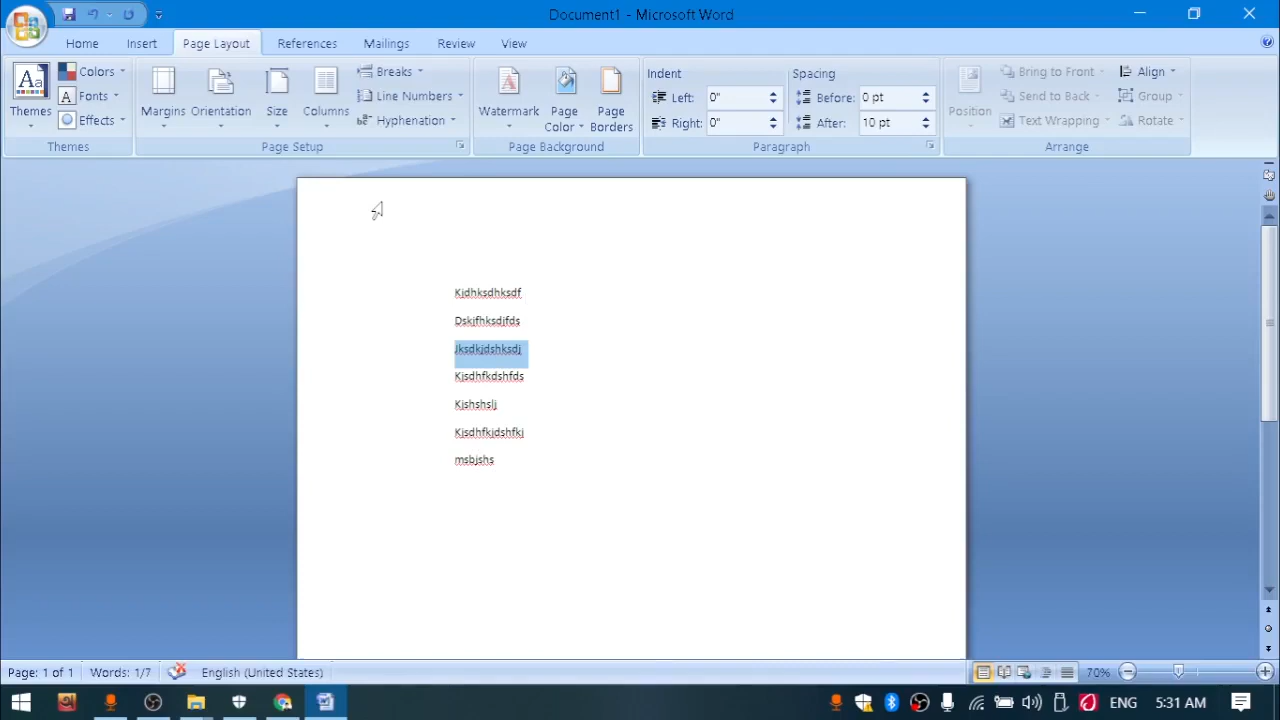 Document1 - Microsoft Word
Home Insert Page Layout References Mailings Review View
Themes
Colors
Fonts
Effects
Themes
Margins Orientation Size Columns
Breaks
Line Numbers
Hyphenation
Page Setup
Watermark Page Color Page Borders
Page Background
Indent
Left: 0"
Right: 0"
Spacing
Before: 0 pt
After: 10 pt
Paragraph
Position
Bring to Front
Send to Back
Text Wrapping
Align
Group
Rotate
Arrange
Kjdhksdhksdf
Dskjfhksdjfds
Jksdkjdshksdj
Kjsdhfkdshfds
Kjshshslj
Kjsdhfkjdshfkj
msbjshs
Page: 1 of 1 Words: 1/7 English (United States) 70%
ENG 5:31 AM